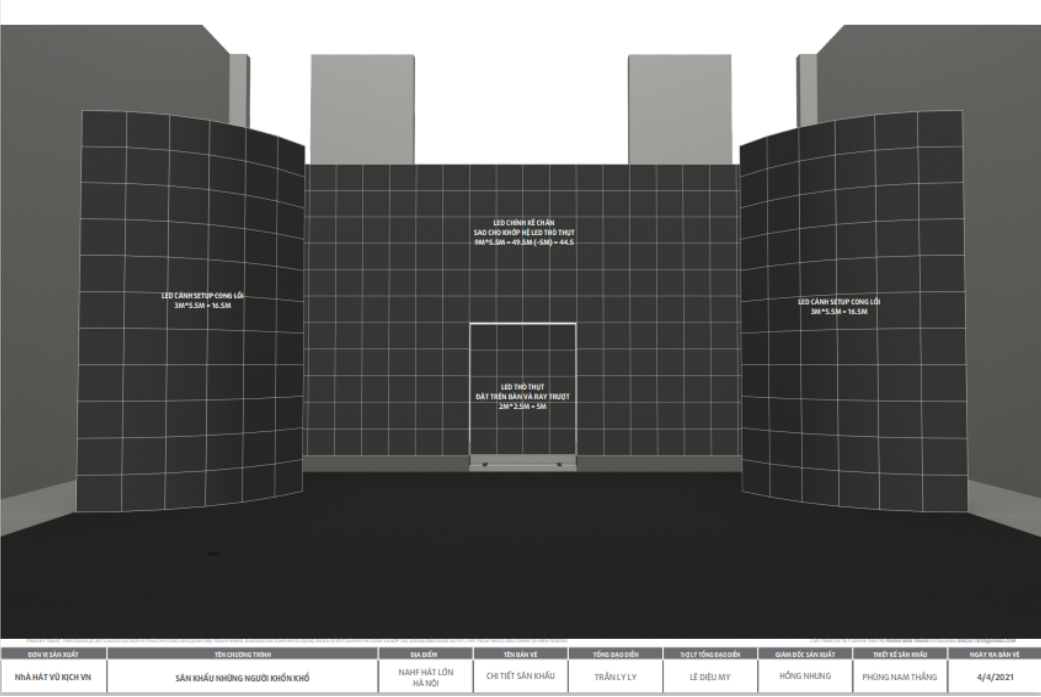 LED CHÍNH KÊ CHÂN
SAO CHO KHỚP HỆ LED THÒ THỤT
9M*5.5M = 49.5M (-5M) = 44.5
LED CÁNH SETUP CONG LỒI
3M*5.5M = 16.5M
LED CÁNH SETUP CONG LỒI
3M*5.5M = 16.5M
LED THÒ THỤT
ĐẶT TRÊN BÀN VÀ RAY TRƯỢT
2M*2.5M = 5M
ĐƠN VỊ SẢN XUẤT
TÊN CHƯƠNG TRÌNH
ĐỊA ĐIỂM
TÊN BẢN VẼ
TỔNG ĐẠO DIỄN
TRỢ LÝ TỔNG ĐẠO DIỄN
GIÁM ĐỐC SẢN XUẤT
THIẾT KẾ SÂN KHẤU
NGÀY RA BẢN VẼ
NHÀ HÁT VŨ KỊCH VN
SÂN KHẤU NHỮNG NGƯỜI KHỐN KHỔ
NAHF HÁT LỚN
HÀ NỘI
CHI TIẾT SÂN KHẤU
TRẦN LY LY
LÊ DIỆU MY
HỒNG NHUNG
PHÙNG NAM THẮNG
4/4/2021